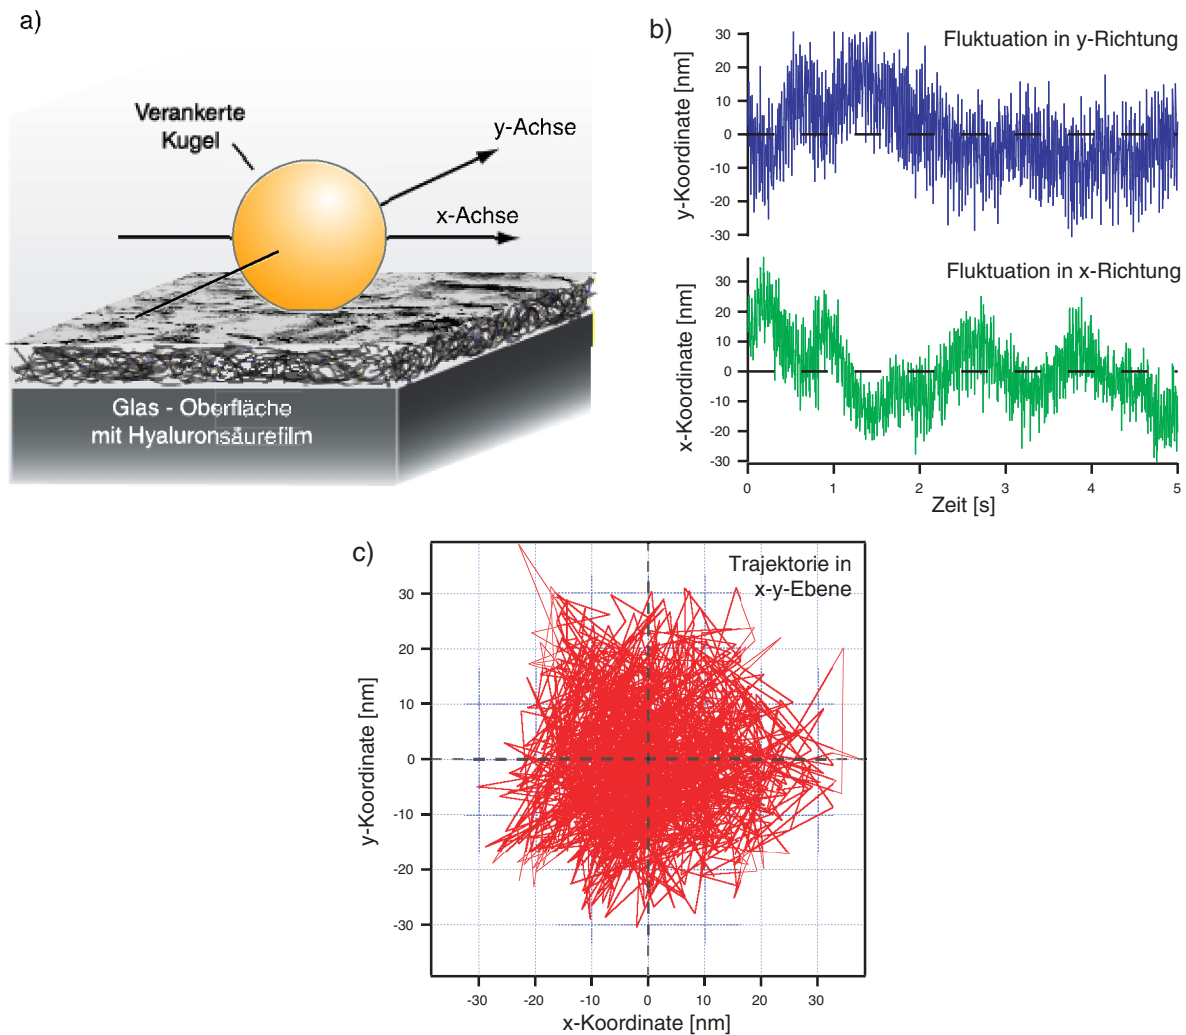 a)
Verankerte
Kugel
y-Achse
x-Achse
Glas - Oberfläche
mit Hyaluronsäurefilm
b)
Fluktuation in y-Richtung
y-Koordinate [nm]
30
20
10
0
-10
-20
-30
Fluktuation in x-Richtung
x-Koordinate [nm]
30
20
10
0
-10
-20
-30
0 1 2 3 4 5
Zeit [s]
c)
Trajektorie in
x-y-Ebene
y-Koordinate [nm]
30
20
10
0
-10
-20
-30
-30 -20 -10 0 10 20 30
x-Koordinate [nm]